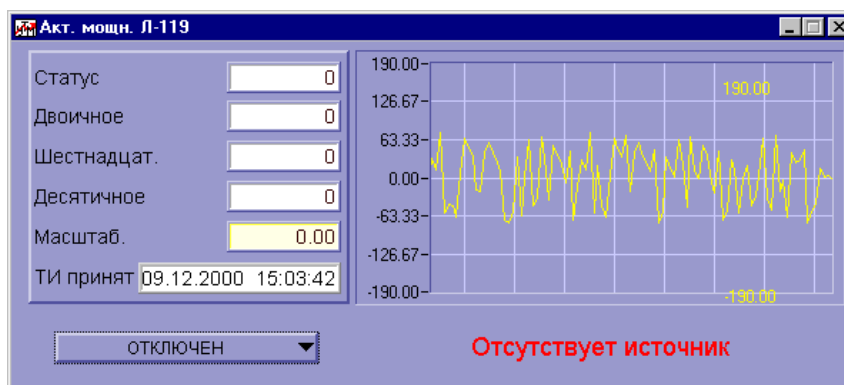 Акт. мощн. Л-119
Статус 0
Двоичное 0
Шестнадцат. 0
Десятичное 0
Масштаб. 0.00
ТИ принят 09.12.2000 15:03:42
190.00
126.67
63.33
0.00
-63.33
-126.67
-190.00
190.00
-190.00
ОТКЛЮЧЕН
Отсутствует источник